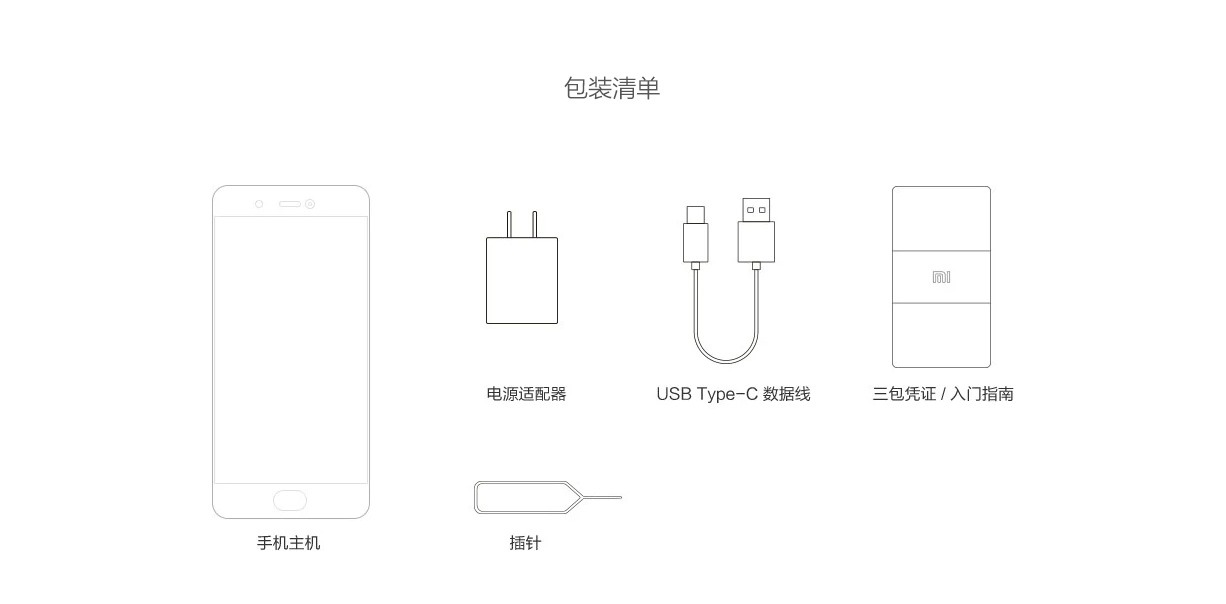 包装清单
mi
电源适配器
USB Type-C 数据线
三包凭证 / 入门指南
手机主机
插针